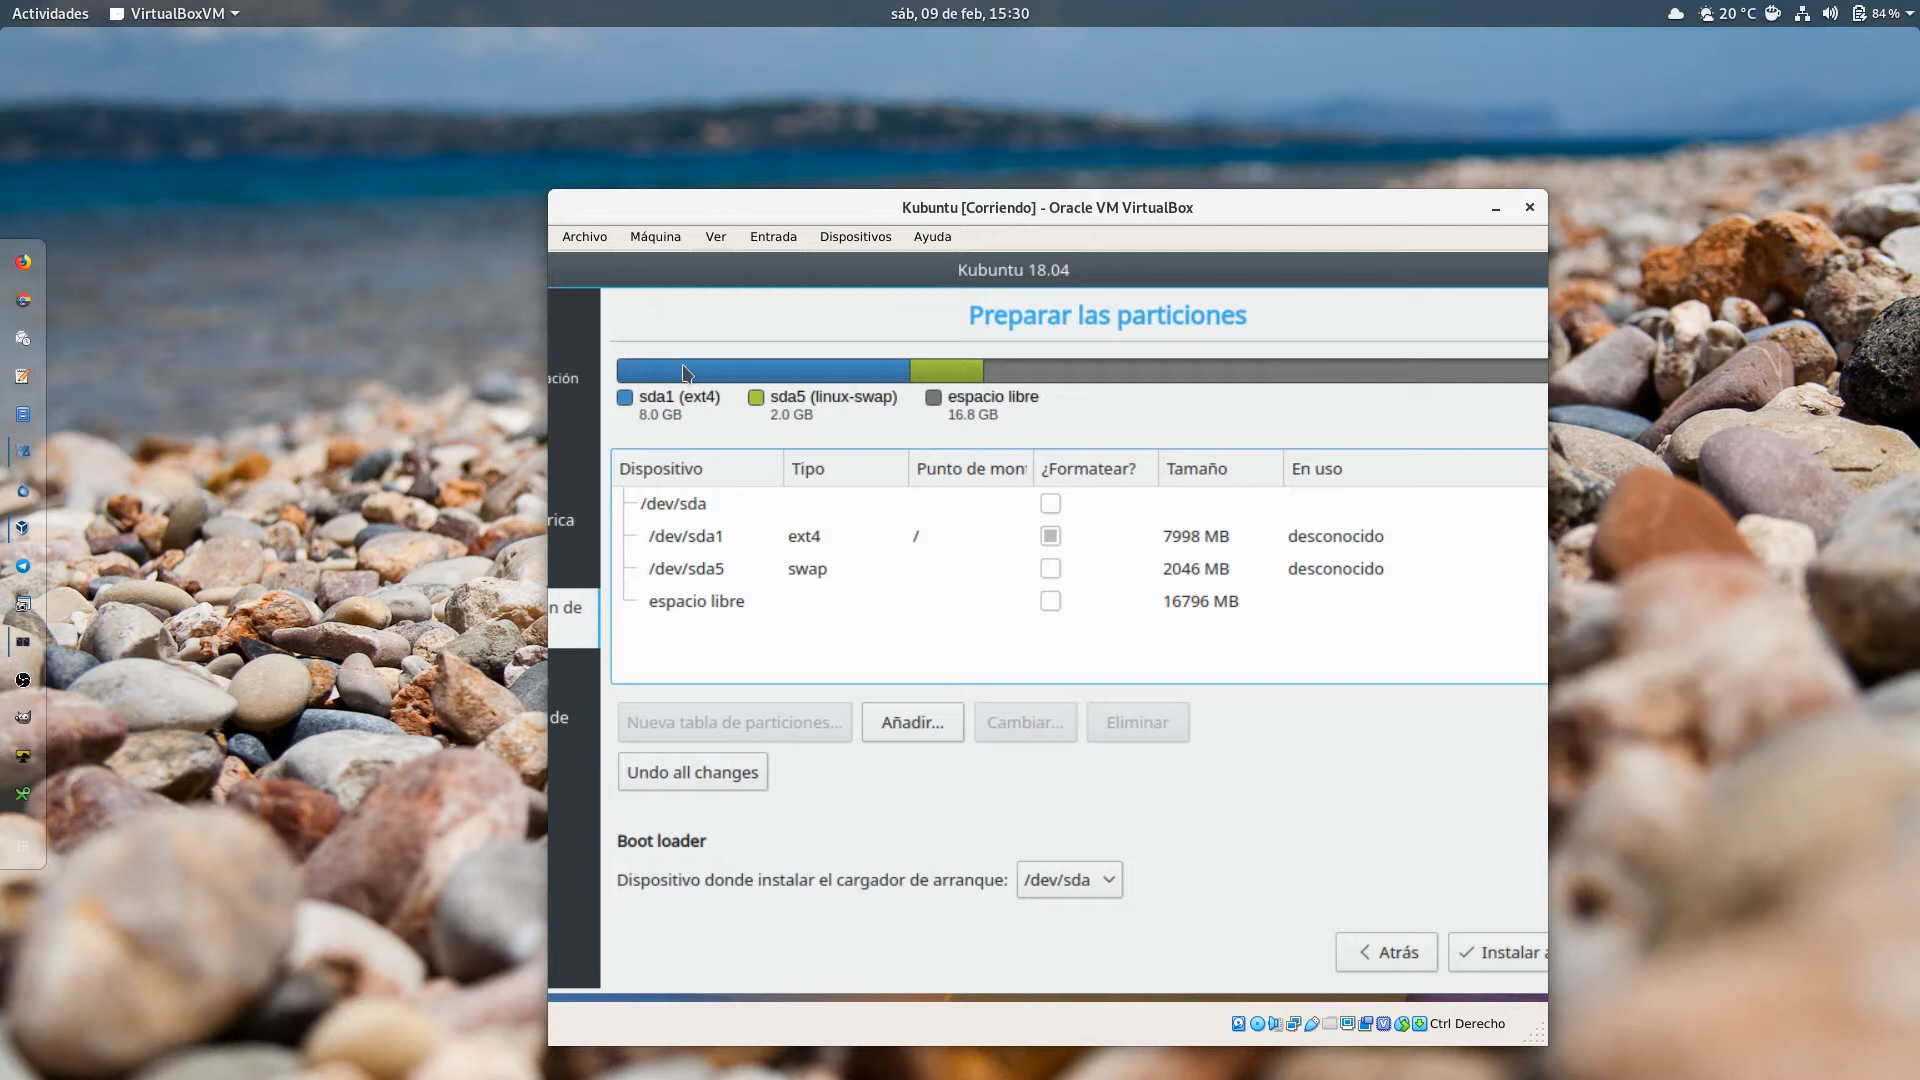 Actividades VirtualBoxVM sáb, 09 de feb, 15:30 20 °C 84 %
Kubuntu [Corriendo] - Oracle VM VirtualBox
Archivo Máquina Ver Entrada Dispositivos Ayuda
Kubuntu 18.04
Preparar las particiones
ación
rica
n de
de
sda1 (ext4) sda5 (linux-swap) espacio libre
8.0 GB 2.0 GB 16.8 GB
Dispositivo Tipo Punto de mon ¿Formatear? Tamaño En uso
/dev/sda
/dev/sda1 ext4 / 7998 MB desconocido
/dev/sda5 swap 2046 MB desconocido
espacio libre 16796 MB
Nueva tabla de particiones... Añadir... Cambiar... Eliminar
Undo all changes
Boot loader
Dispositivo donde instalar el cargador de arranque: /dev/sda
Atrás Instalar a
Ctrl Derecho